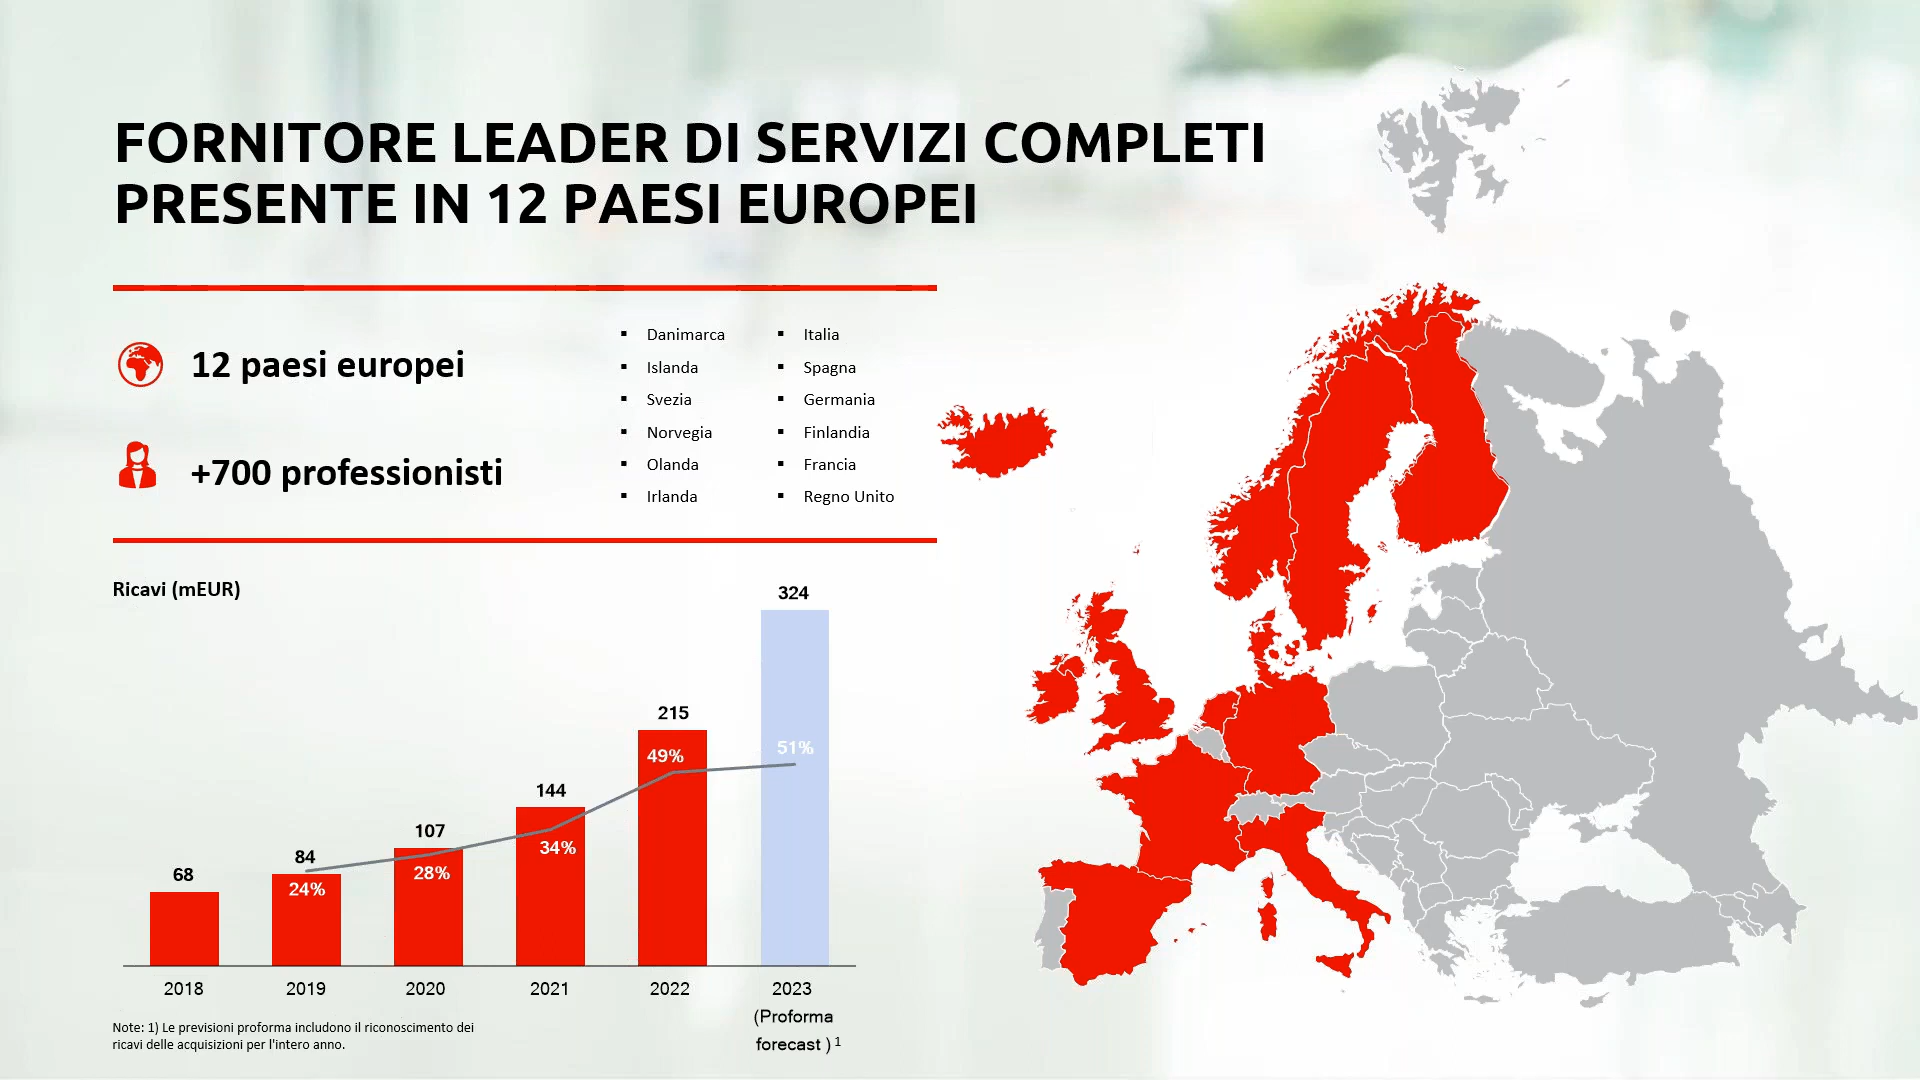 FORNITORE LEADER DI SERVIZI COMPLETI
PRESENTE IN 12 PAESI EUROPEI
12 paesi europei
+700 professionisti
▪ Danimarca
▪ Islanda
▪ Svezia
▪ Norvegia
▪ Olanda
▪ Irlanda
▪ Italia
▪ Spagna
▪ Germania
▪ Finlandia
▪ Francia
▪ Regno Unito
Ricavi (mEUR)
68
84
107
144
215
324
24%
28%
34%
49%
51%
2018
2019
2020
2021
2022
2023
(Proforma
forecast ) 1
Note: 1) Le previsioni proforma includono il riconoscimento dei
ricavi delle acquisizioni per l'intero anno.